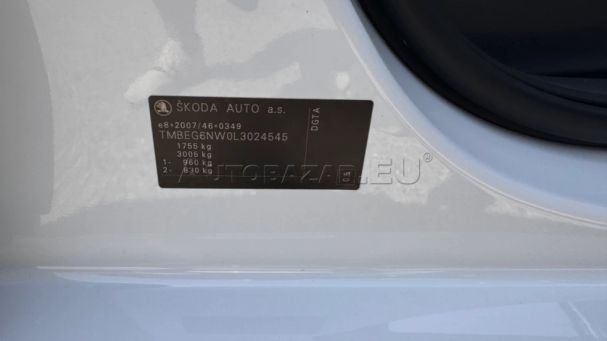 ŠKODA AUTO a.s.
e8*2007/46*0349
TMBEG6NW0L3024545
1755 kg
3005 kg
1- 960 kg
2- 830 kg
DGTA
AUTOBAZAR.EU®